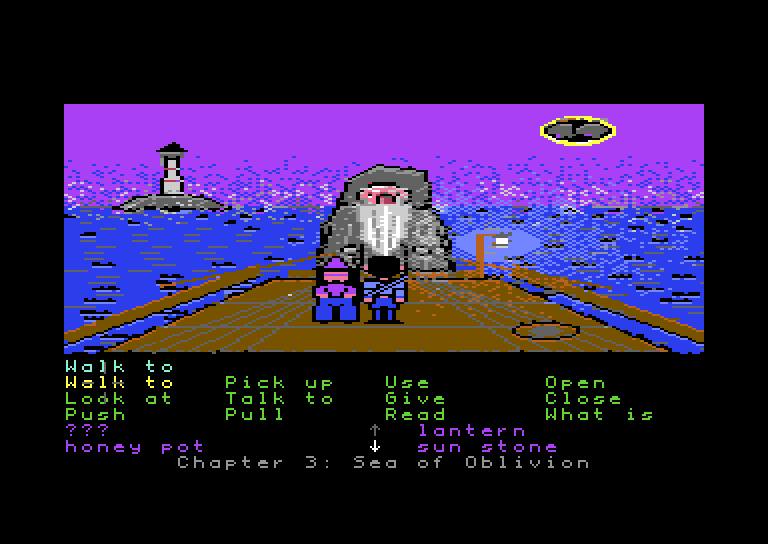 Walk to
Walk to Pick up Use Open
Look at Talk to Give Close
Push Pull Read What is
??? ↑ lantern
honey pot ↓ sun stone
Chapter 3: Sea of Oblivion